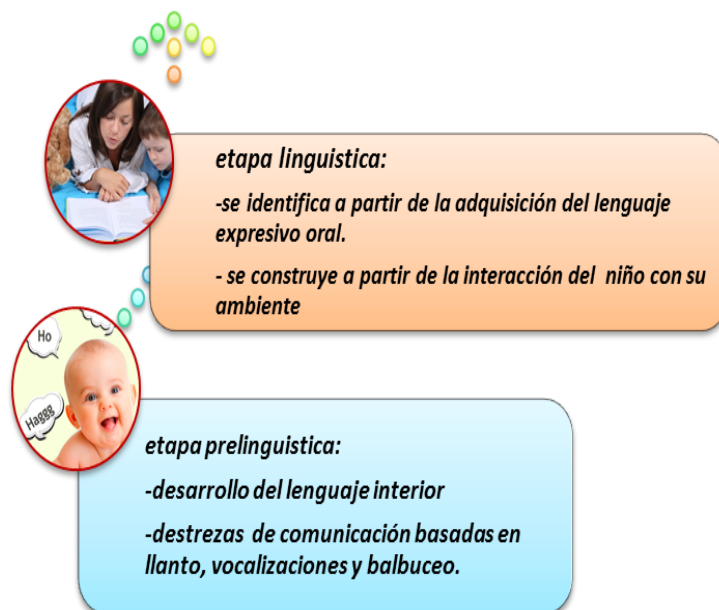 etapa linguistica:
-se identifica a partir de la adquisición del lenguaje
expresivo oral.
- se construye a partir de la interacción del niño con su
ambiente
Ho
Haggg
etapa prelinguistica:
-desarrollo del lenguaje interior
-destrezas de comunicación basadas en
llanto, vocalizaciones y balbuceo.